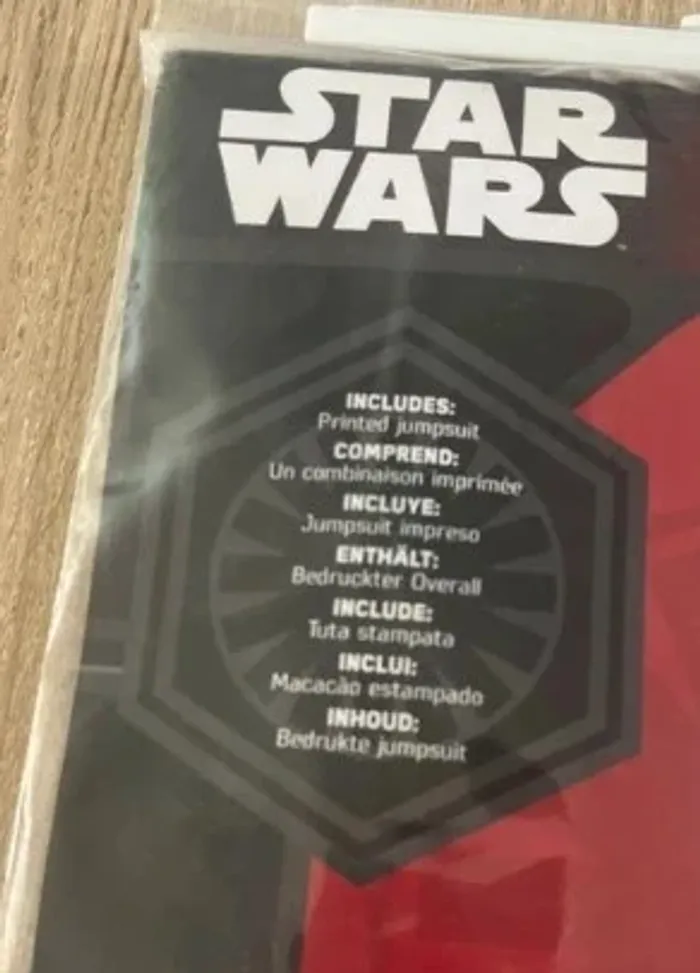 STAR
WARS
INCLUDES:
Printed jumpsuit
COMPREND:
Un combinaison imprimée
INCLUYE:
Jumpsuit impreso
ENTHÄLT:
Bedruckter Overall
INCLUDE:
Tuta stampata
INCLUI:
Macacão estampado
INHOUD:
Bedrukte jumpsuit